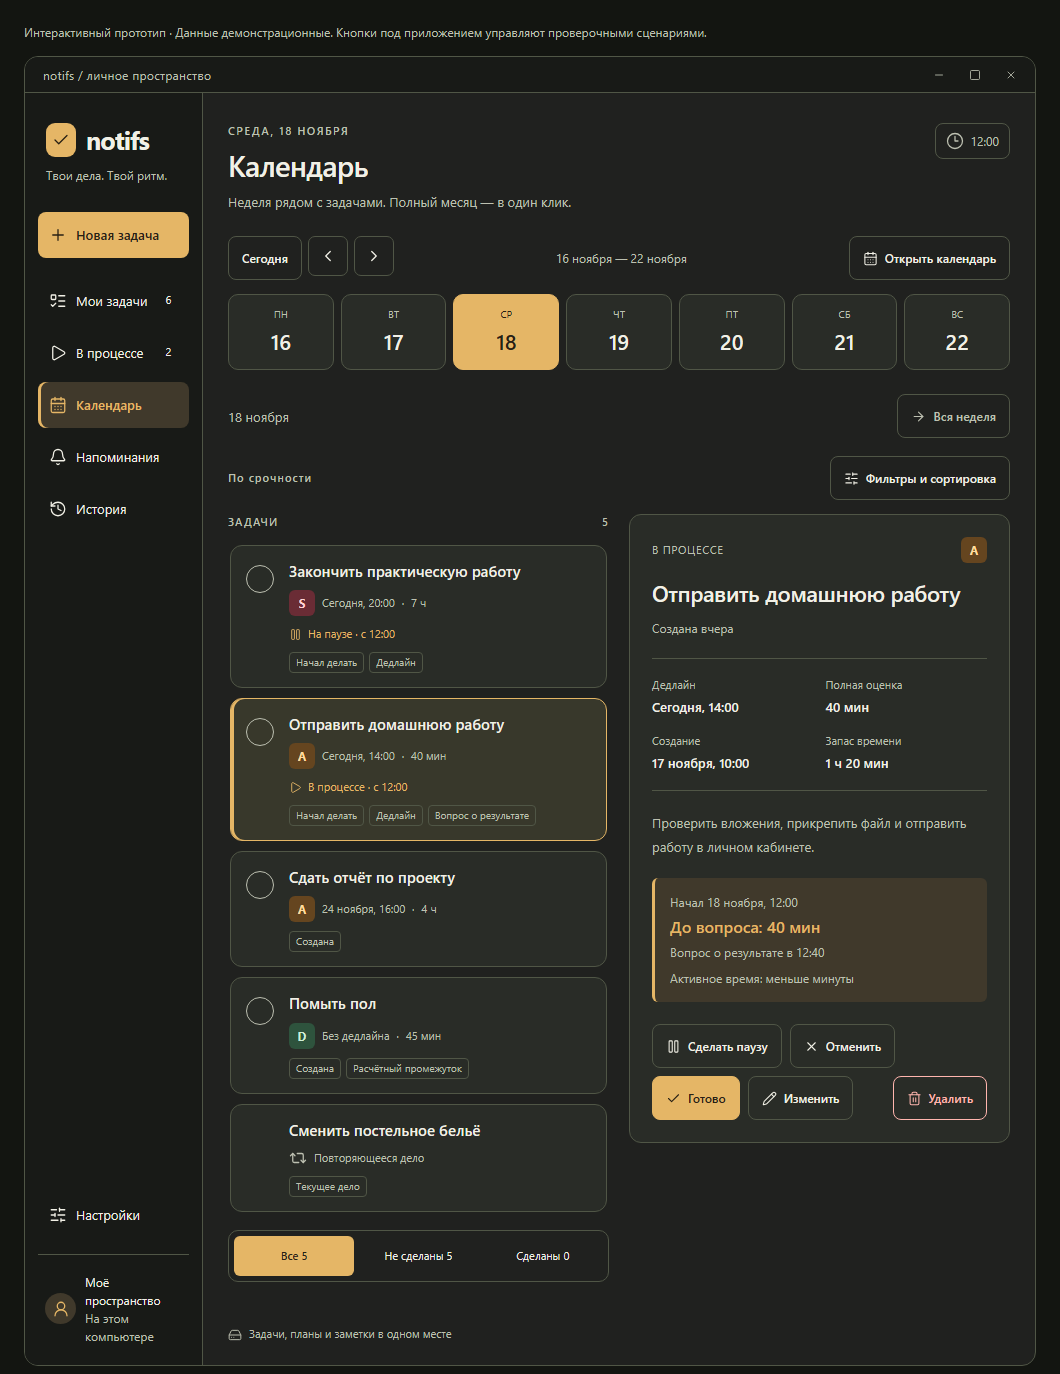 Интерактивный прототип · Данные демонстрационные. Кнопки под приложением управляют проверочными сценариями.
notifs / личное пространство
notifs
Твои дела. Твой ритм.
Новая задача
Мои задачи 6
В процессе 2
Календарь
Напоминания
История
Настройки
Моё
пространство
На этом
компьютере
СРЕДА, 18 НОЯБРЯ
12:00
Календарь
Неделя рядом с задачами. Полный месяц — в один клик.
Сегодня
16 ноября — 22 ноября
Открыть календарь
ПН
16
ВТ
17
СР
18
ЧТ
19
ПТ
20
СБ
21
ВС
22
18 ноября
Вся неделя
По срочности
Фильтры и сортировка
ЗАДАЧИ 5
Закончить практическую работу
S Сегодня, 20:00 · 7 ч
На паузе · с 12:00
Начал делать Дедлайн
Отправить домашнюю работу
A Сегодня, 14:00 · 40 мин
В процессе · с 12:00
Начал делать Дедлайн Вопрос о результате
Сдать отчёт по проекту
A 24 ноября, 16:00 · 4 ч
Создана
Помыть пол
D Без дедлайна · 45 мин
Создана Расчётный промежуток
Сменить постельное бельё
Повторяющееся дело
Текущее дело
Все 5 Не сделаны 5 Сделаны 0
Задачи, планы и заметки в одном месте
В ПРОЦЕССЕ A
Отправить домашнюю работу
Создана вчера
Дедлайн
Сегодня, 14:00
Полная оценка
40 мин
Создание
17 ноября, 10:00
Запас времени
1 ч 20 мин
Проверить вложения, прикрепить файл и отправить
работу в личном кабинете.
Начал 18 ноября, 12:00
До вопроса: 40 мин
Вопрос о результате в 12:40
Активное время: меньше минуты
Сделать паузу Отменить
Готово Изменить Удалить